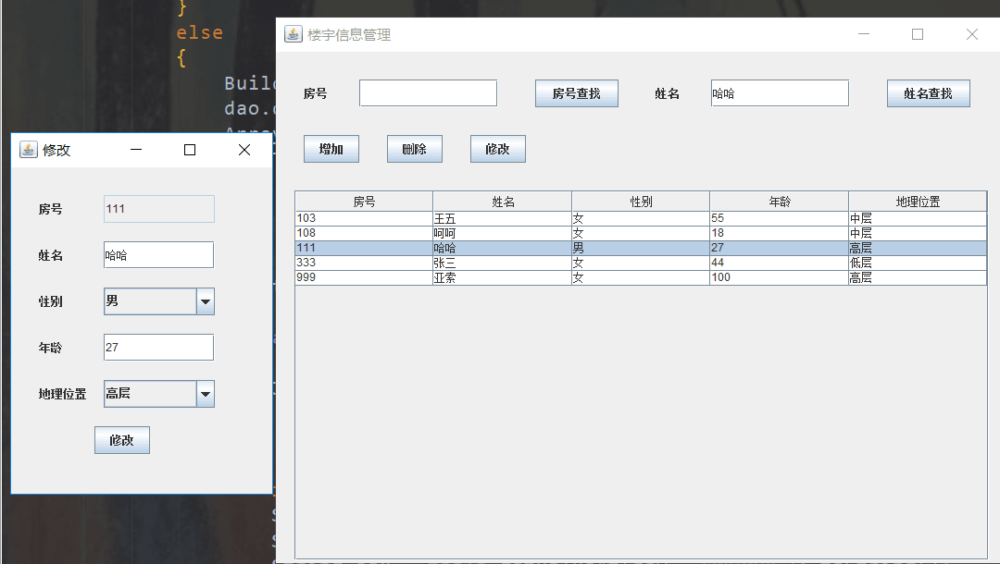 }
else
{
Buil
dao.
修改
房号 111
姓名 哈哈
性别 男
年龄 27
地理位置 高层
修改
楼宇信息管理
房号 房号查找 姓名 哈哈 姓名查找
增加 删除 修改
房号 姓名 性别 年龄 地理位置
103 王五 女 55 中层
108 呵呵 女 18 中层
111 哈哈 男 27 高层
333 张三 女 44 低层
999 亚索 女 100 高层